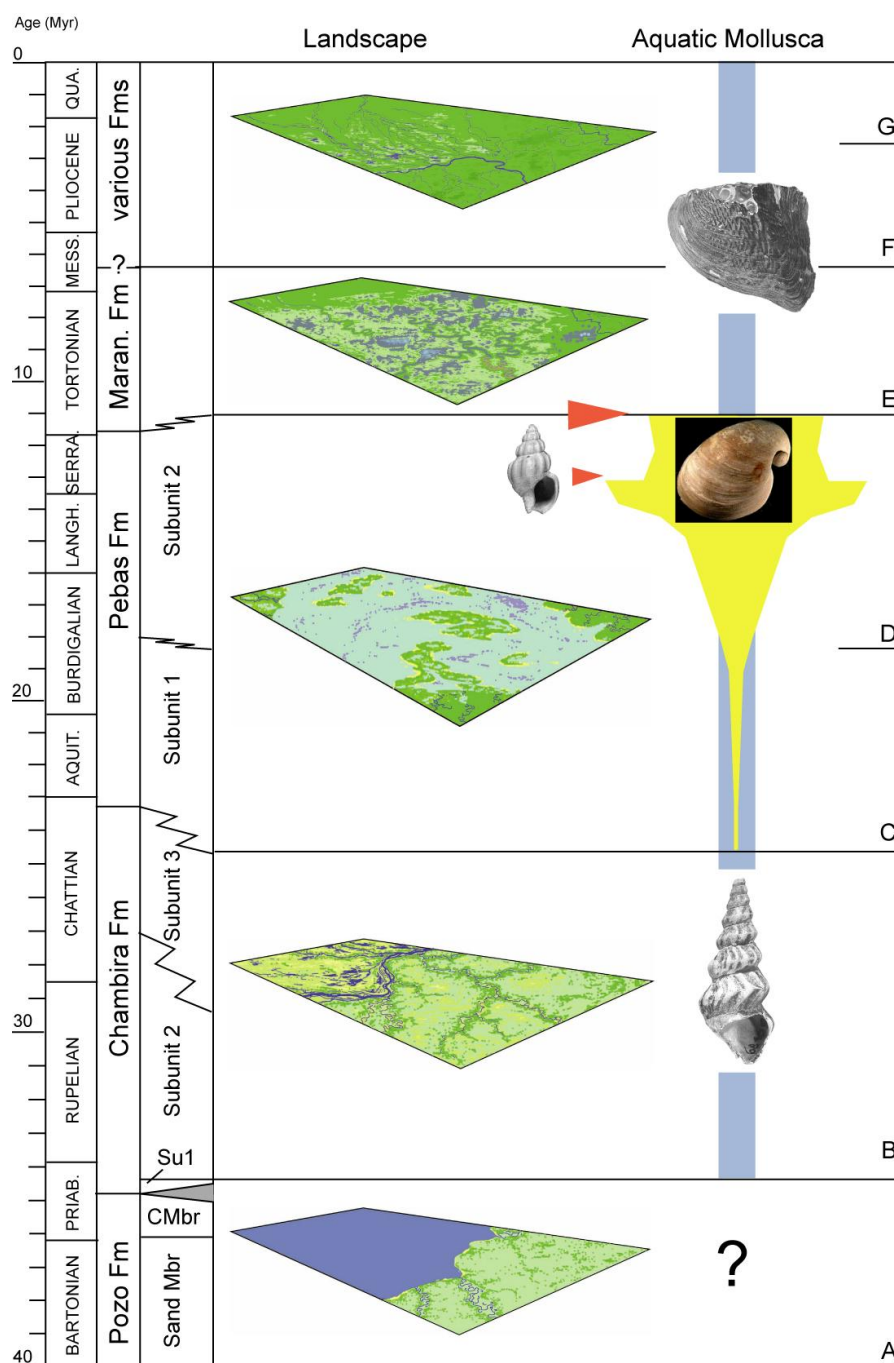 Age (Myr)
Landscape
Aquatic Mollusca
0
10
20
30
40
QUA.
PLIOCENE
MESS.
TORTONIAN
SERRA.
LANGH.
BURDIGALIAN
AQUIT.
CHATTIAN
RUPELIAN
PRIAB.
BARTONIAN
various Fms
?
Maran. Fm
Pebas Fm
Chambira Fm
Pozo Fm
Subunit 2
Subunit 1
Subunit 3
Subunit 2
Su1
CMbr
Sand Mbr
?
G
F
E
D
C
B
A